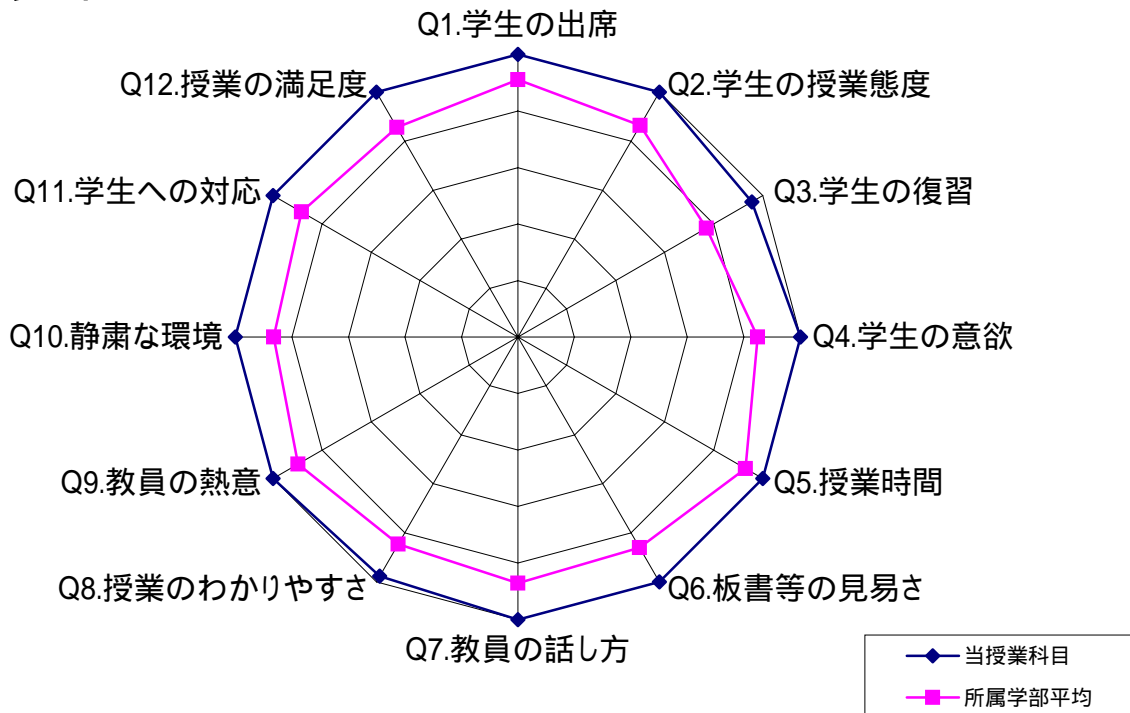 Q1.学生の出席
Q2.学生の授業態度
Q3.学生の復習
Q4.学生の意欲
Q5.授業時間
Q6.板書等の見易さ
Q7.教員の話し方
Q8.授業のわかりやすさ
Q9.教員の熱意
Q10.静粛な環境
Q11.学生への対応
Q12.授業の満足度
当授業科目
所属学部平均